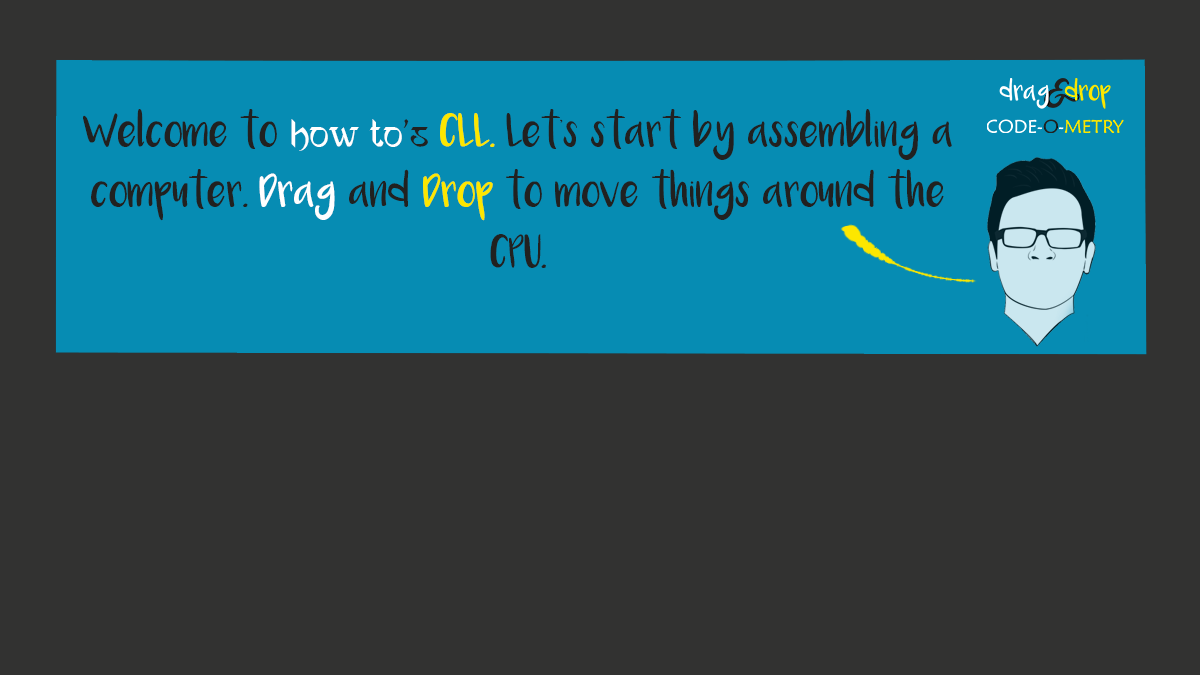 Welcome to how to's CLL. Let's start by assembling a
computer. Drag and Drop to move things around the
CPU.
drag&drop
CODE-O-METRY